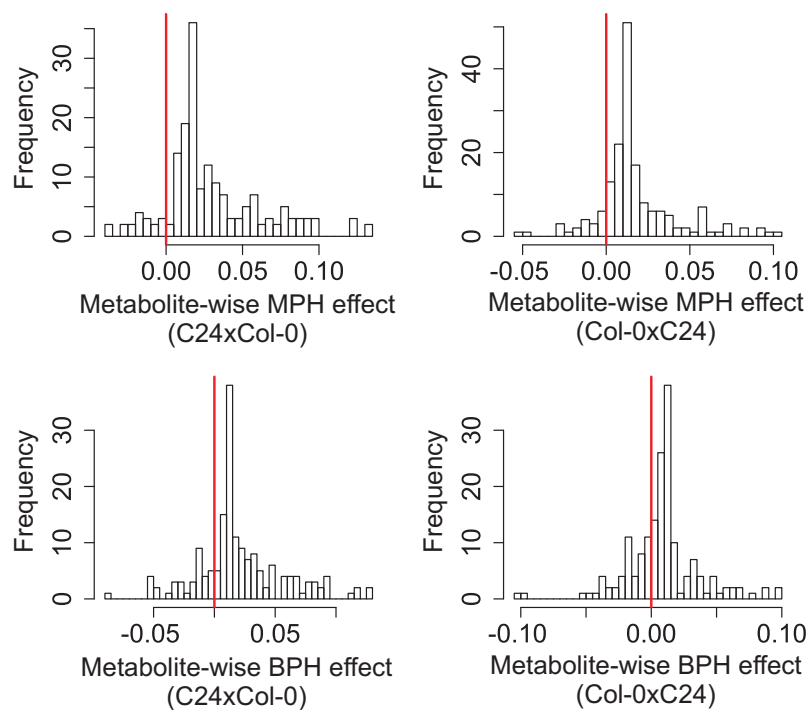 Frequency
0
10
20
30
0.00
0.05
0.10
Metabolite-wise MPH effect
(C24xCol-0)
Frequency
0
20
40
-0.05
0.00
0.05
0.10
Metabolite-wise MPH effect
(Col-0xC24)
Frequency
0
10
20
30
-0.05
0.05
Metabolite-wise BPH effect
(C24xCol-0)
Frequency
0
10
20
30
-0.10
0.00
0.10
Metabolite-wise BPH effect
(Col-0xC24)